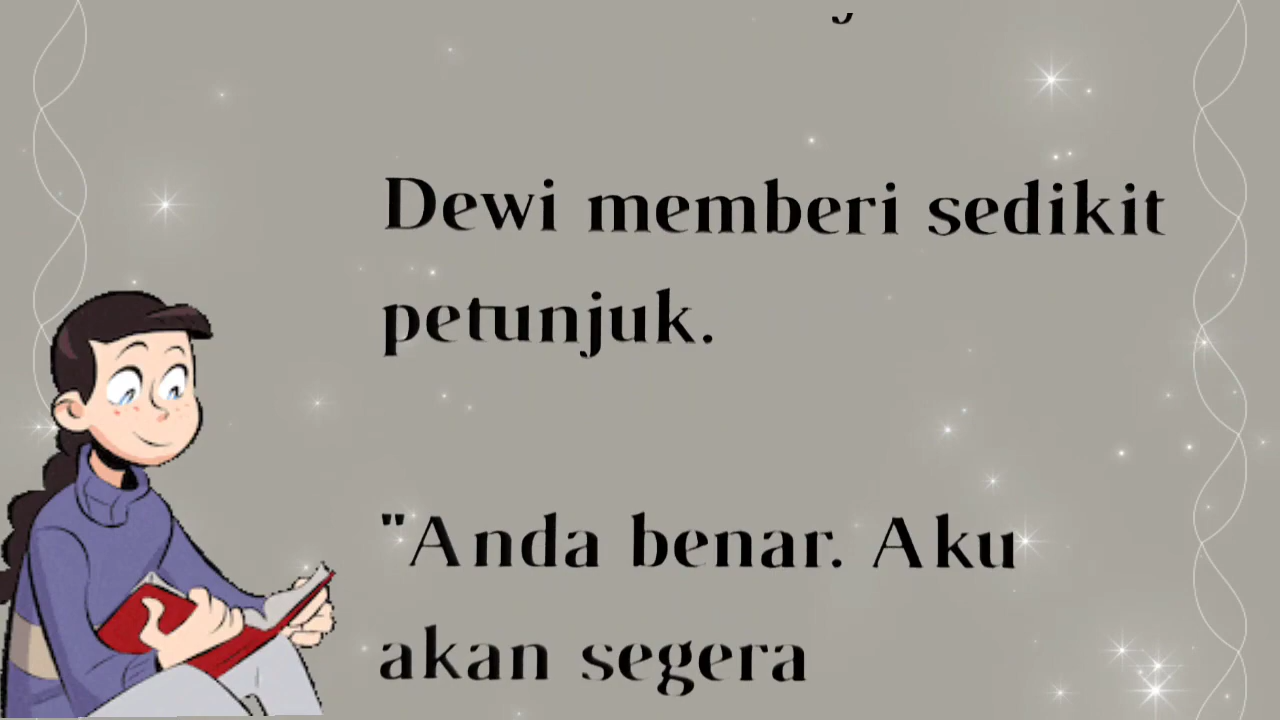 Dewi memberi sedikit
petunjuk.
"Anda benar. Aku
akan segera